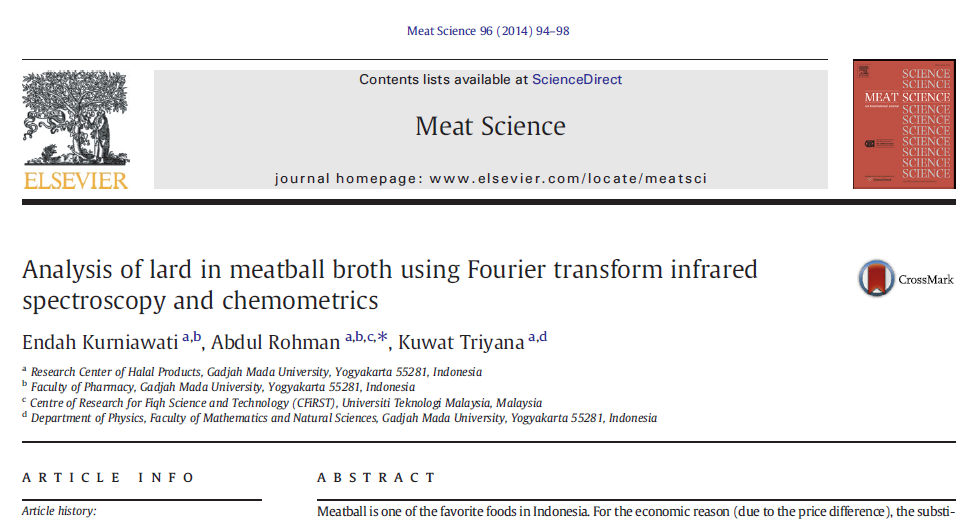 Meat Science 96 (2014) 94–98
Contents lists available at ScienceDirect
Meat Science
journal homepage: www.elsevier.com/locate/meatsci
ELSEVIER
SCIENCE
SCIENCE
MEAT SCIENCE
SCIENCE
SCIENCE
SCIENCE
SCIENCE
SCIENCE
SCIENCE
Analysis of lard in meatball broth using Fourier transform infrared
spectroscopy and chemometrics
CrossMark
Endah Kurniawati a,b, Abdul Rohman a,b,c,*, Kuwat Triyana a,d
a Research Center of Halal Products, Gadjah Mada University, Yogyakarta 55281, Indonesia
b Faculty of Pharmacy, Gadjah Mada University, Yogyakarta 55281, Indonesia
c Centre of Research for Fiqh Science and Technology (CFiRST), Universiti Teknologi Malaysia, Malaysia
d Department of Physics, Faculty of Mathematics and Natural Sciences, Gadjah Mada University, Yogyakarta 55281, Indonesia
ARTICLE INFO
ABSTRACT
Article history:
Meatball is one of the favorite foods in Indonesia. For the economic reason (due to the price difference), the substi-